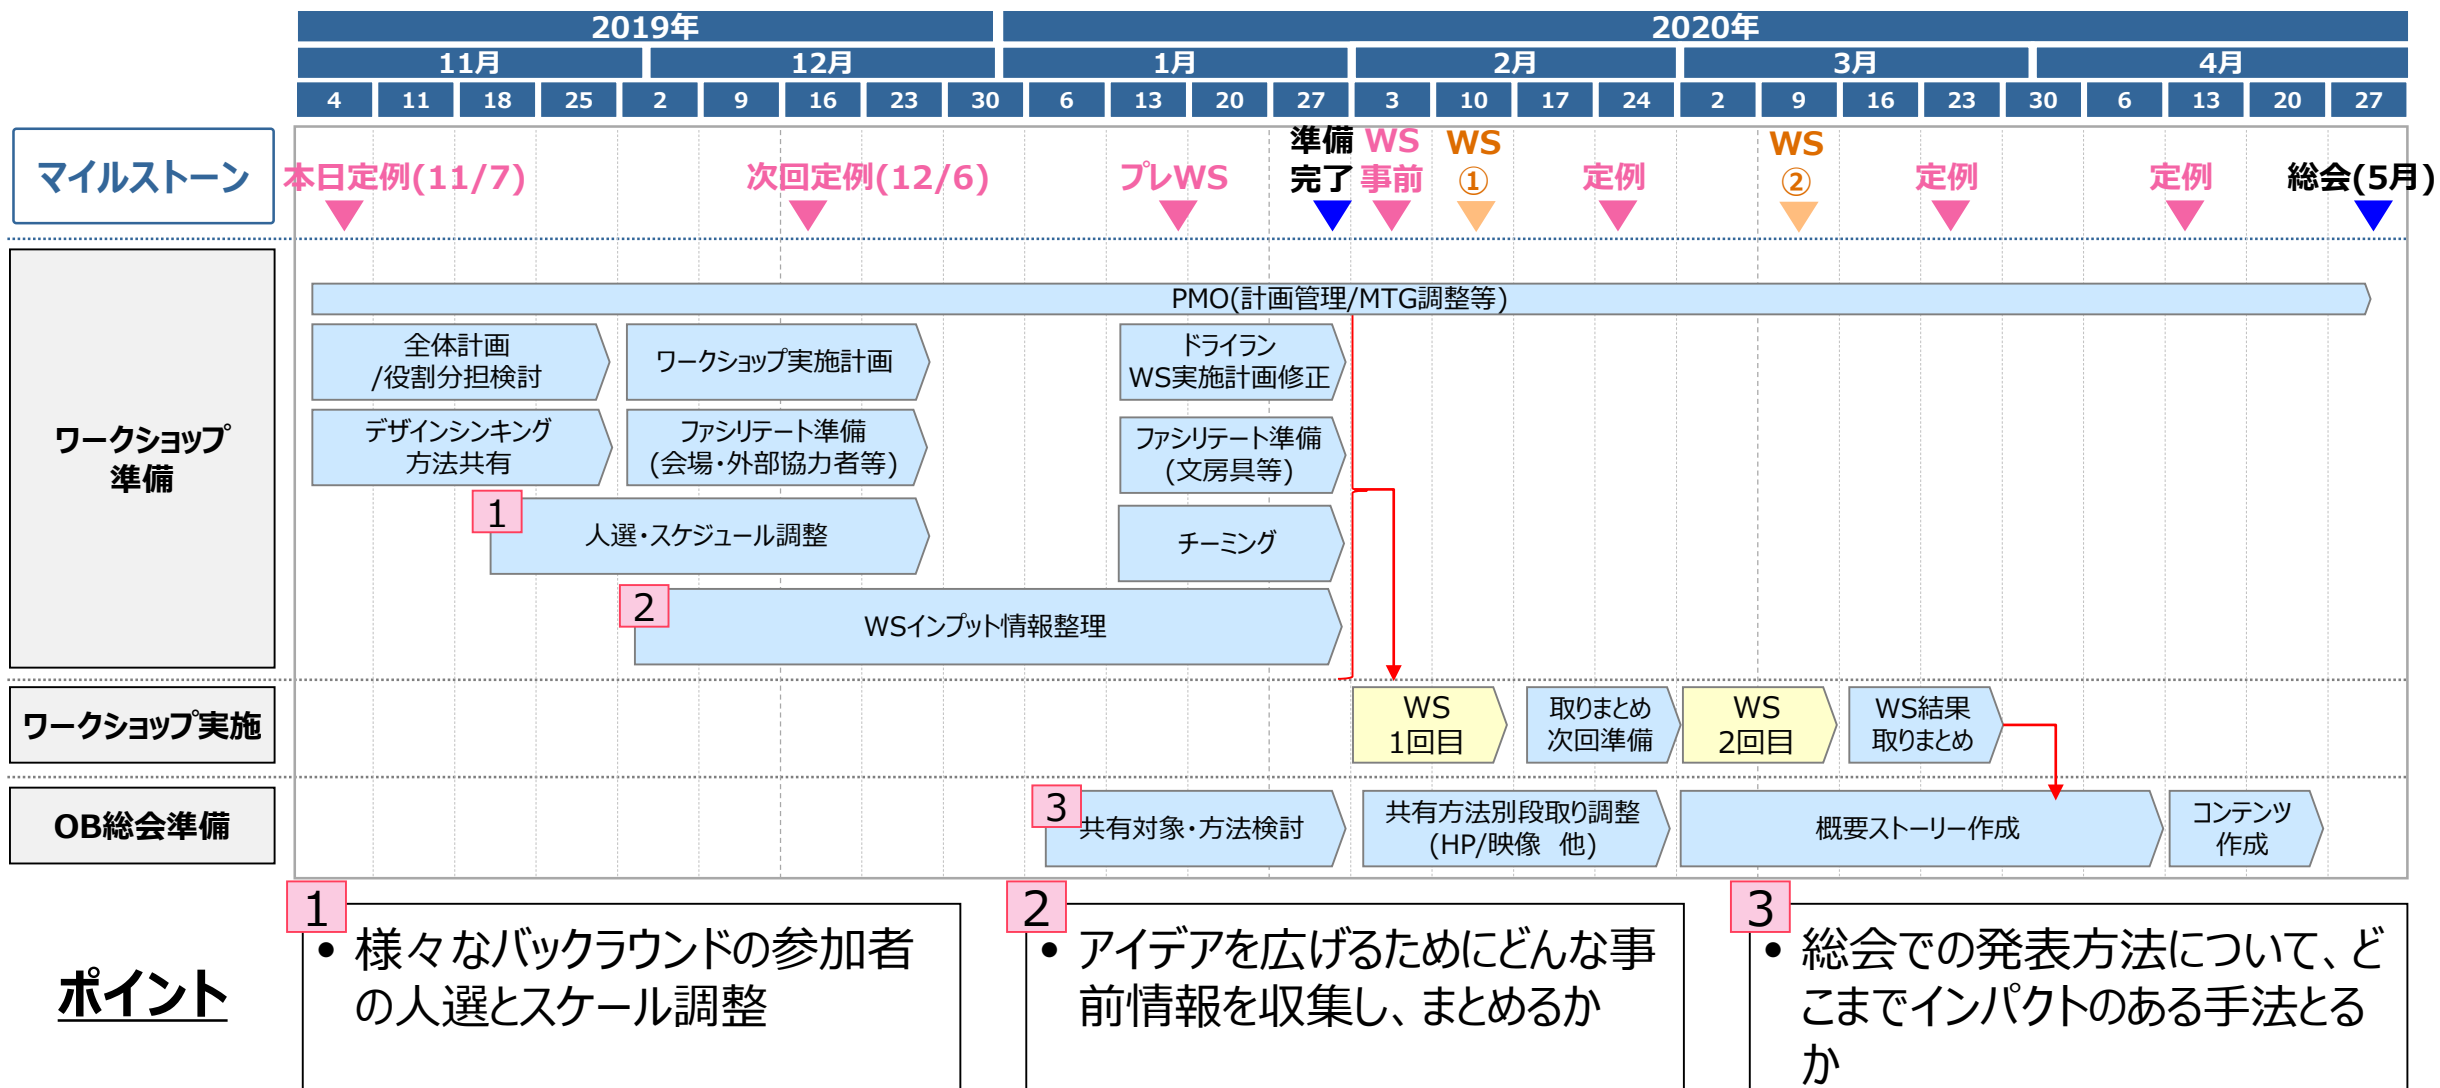 2019年
2020年
11月
12月
1月
2月
3月
4月
4 11 18 25 2 9 16 23 30 6 13 20 27 3 10 17 24 2 9 16 23 30 6 13 20 27
マイルストーン
本日定例(11/7)
次回定例(12/6)
プレWS
準備
完了
WS
事前
WS
①
定例
WS
②
定例
定例
総会(5月)
ワークショップ
準備
PMO(計画管理/MTG調整等)
全体計画
/役割分担検討
ワークショップ実施計画
ドライラン
WS実施計画修正
デザインシンキング
方法共有
ファシリテート準備
(会場・外部協力者等)
ファシリテート準備
(文房具等)
1
人選・スケジュール調整
チーミング
2
WSインプット情報整理
ワークショップ実施
WS
1回目
取りまとめ
次回準備
WS
2回目
WS結果
取りまとめ
OB総会準備
3
共有対象・方法検討
共有方法別段取り調整
(HP/映像 他)
概要ストーリー作成
コンテンツ
作成
ポイント
1
• 様々なバックラウンドの参加者
の人選とスケール調整
2
• アイデアを広げるためにどんな事
前情報を収集し、まとめるか
3
• 総会での発表方法について、ど
こまでインパクトのある手法とる
か